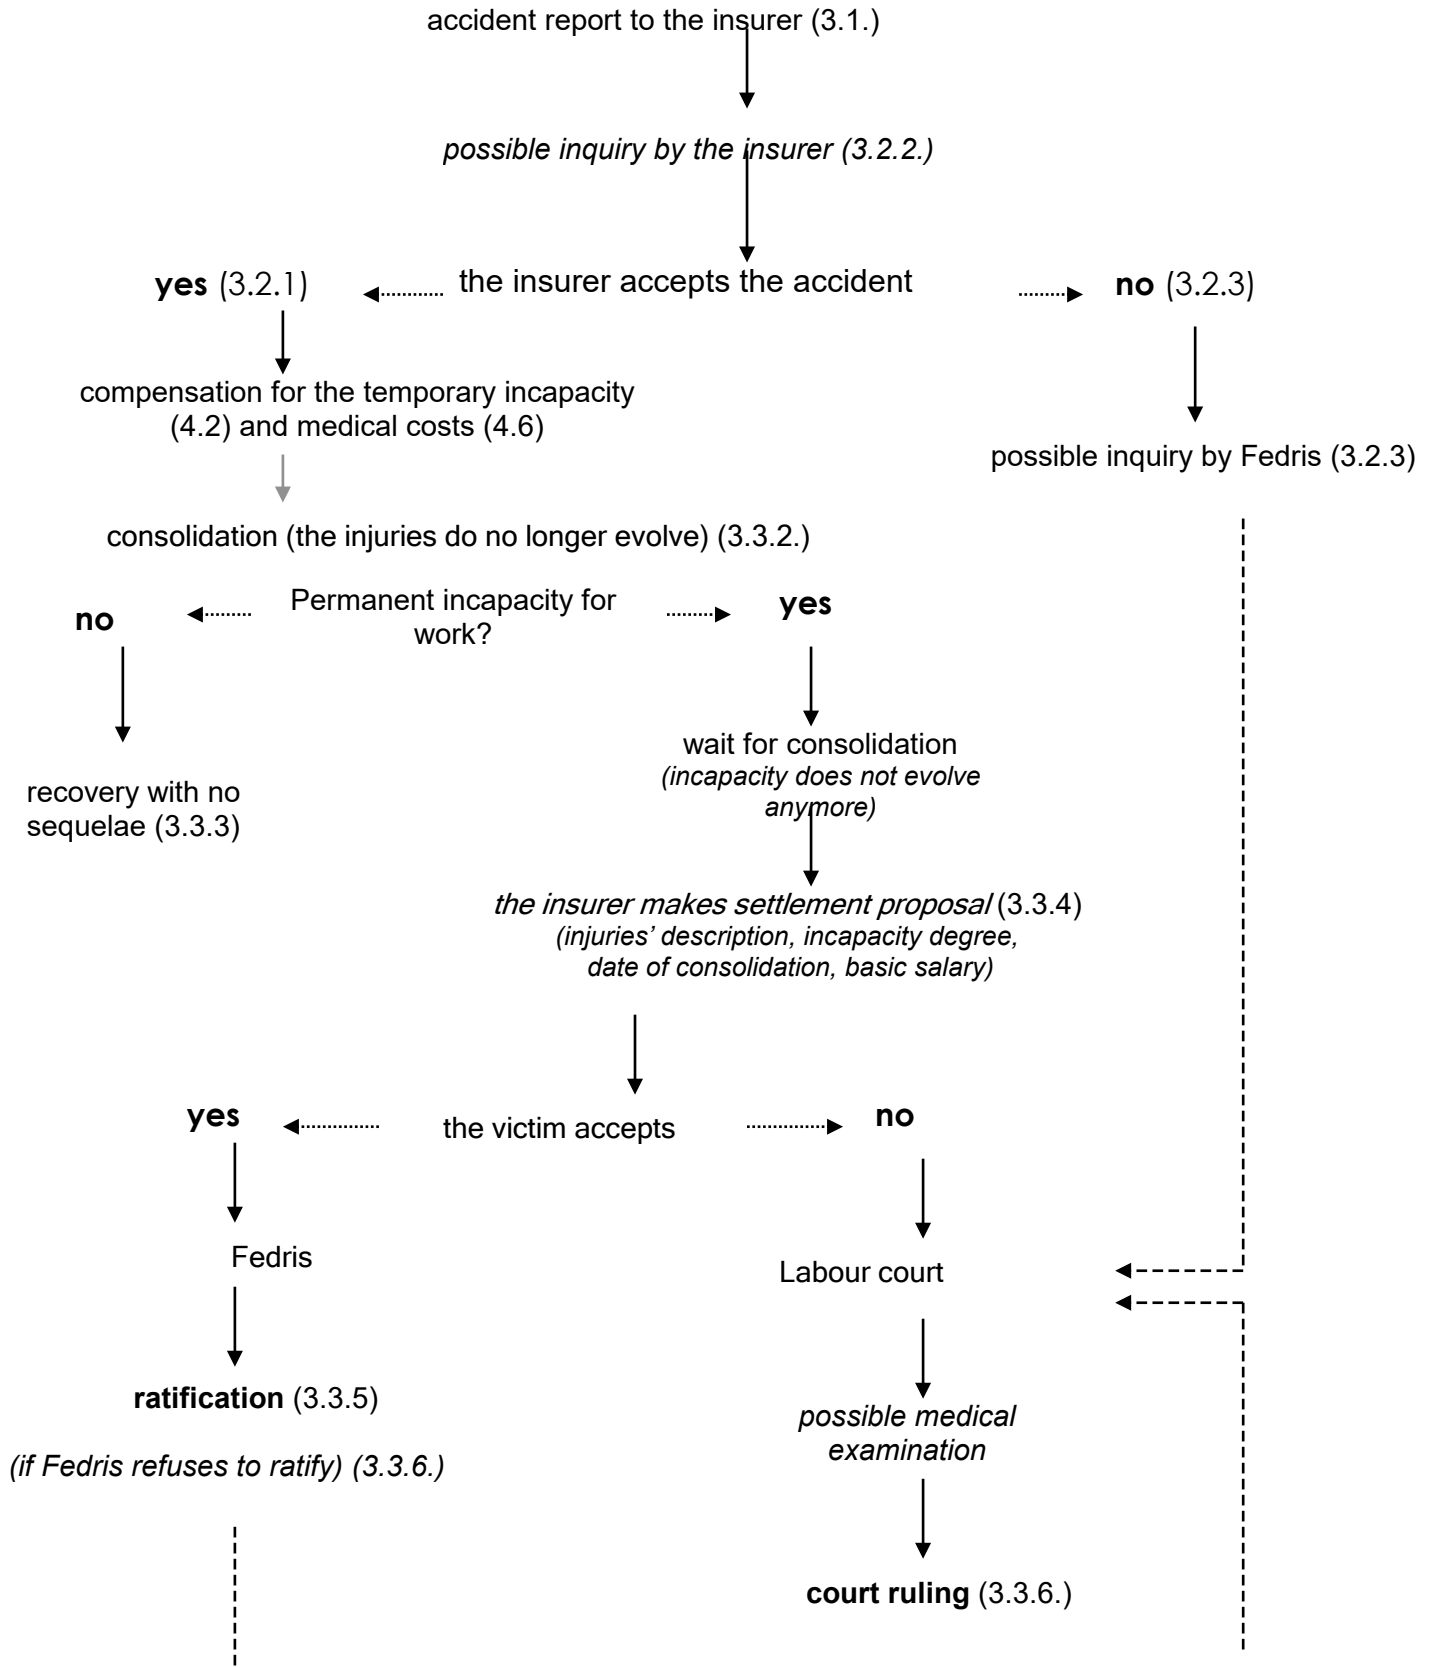 accident report to the insurer (3.1.)
possible inquiry by the insurer (3.2.2.)
yes (3.2.1)
the insurer accepts the accident
no (3.2.3)
compensation for the temporary incapacity
(4.2) and medical costs (4.6)
possible inquiry by Fedris (3.2.3)
consolidation (the injuries do no longer evolve) (3.3.2.)
no
Permanent incapacity for
work?
yes
wait for consolidation
(incapacity does not evolve
anymore)
recovery with no
sequelae (3.3.3)
the insurer makes settlement proposal (3.3.4)
(injuries’ description, incapacity degree,
date of consolidation, basic salary)
yes
the victim accepts
no
Fedris
Labour court
ratification (3.3.5)
possible medical
examination
(if Fedris refuses to ratify) (3.3.6.)
court ruling (3.3.6.)